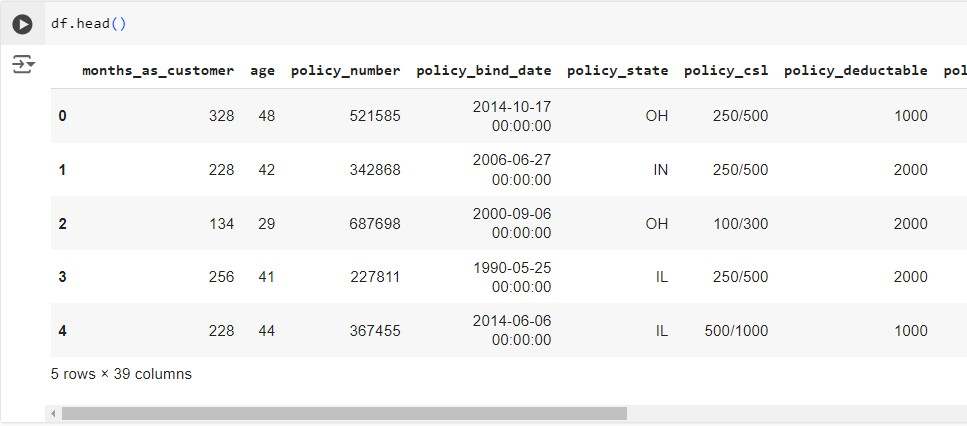 df.head()
months_as_customer age policy_number policy_bind_date policy_state policy_csl policy_deductable pol
0 328 48 521585 2014-10-17 00:00:00 OH 250/500 1000
1 228 42 342868 2006-06-27 00:00:00 IN 250/500 2000
2 134 29 687698 2000-09-06 00:00:00 OH 100/300 2000
3 256 41 227811 1990-05-25 00:00:00 IL 250/500 2000
4 228 44 367455 2014-06-06 00:00:00 IL 500/1000 1000
5 rows × 39 columns